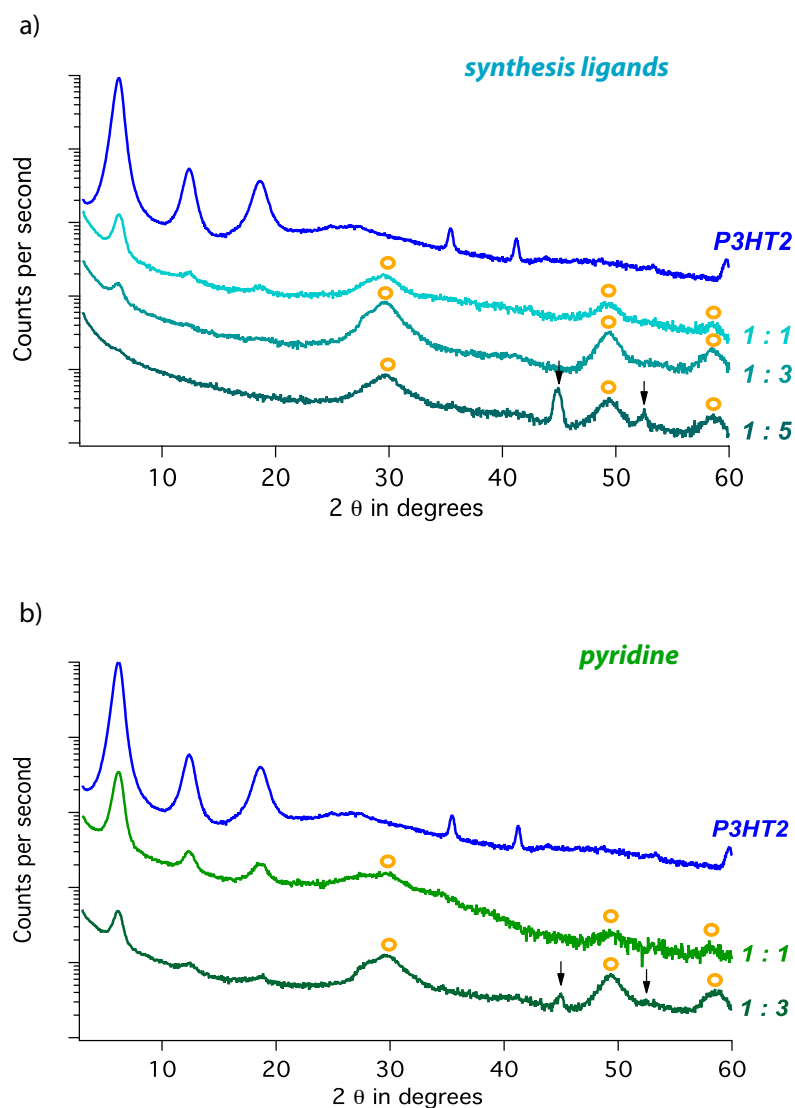 a)
synthesis ligands
Counts per second
P3HT2
1 : 1
1 : 3
1 : 5
10 20 30 40 50 60
2 θ in degrees
b)
pyridine
Counts per second
P3HT2
1 : 1
1 : 3
10 20 30 40 50 60
2 θ in degrees